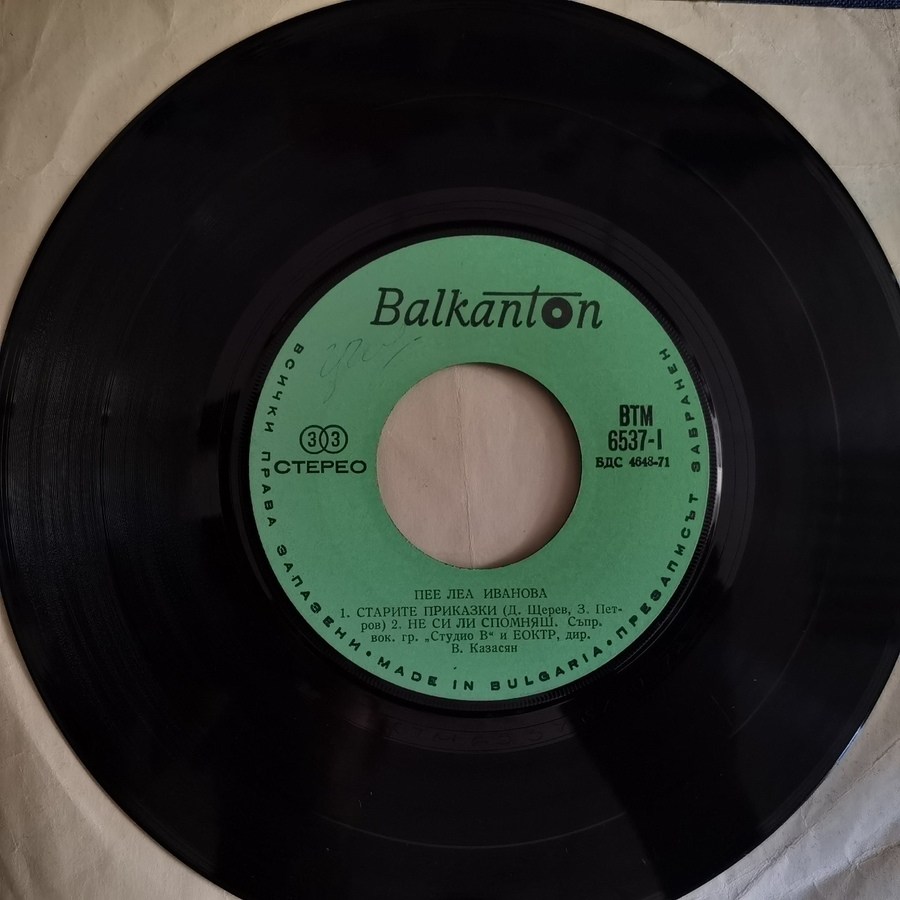 Balkanton
33
СТЕРЕО
ВТМ
6537-I
БДС 4648-71
ПЕЕ ЛЕА ИВАНОВА
1. СТАРИТЕ ПРИКАЗКИ (Д. Щерев, З. Пет-
ров) 2. НЕ СИ ЛИ СПОМНЯШ. Съпр.
вок. гр. „Студио В“ и ЕОКТР, дир.
В. Казасян
ВСИЧКИ ПРАВА ЗАПАЗЕНИ • MADE IN BULGARIA • ПРЕЗАПИСЪТ ЗАБРАНЕН